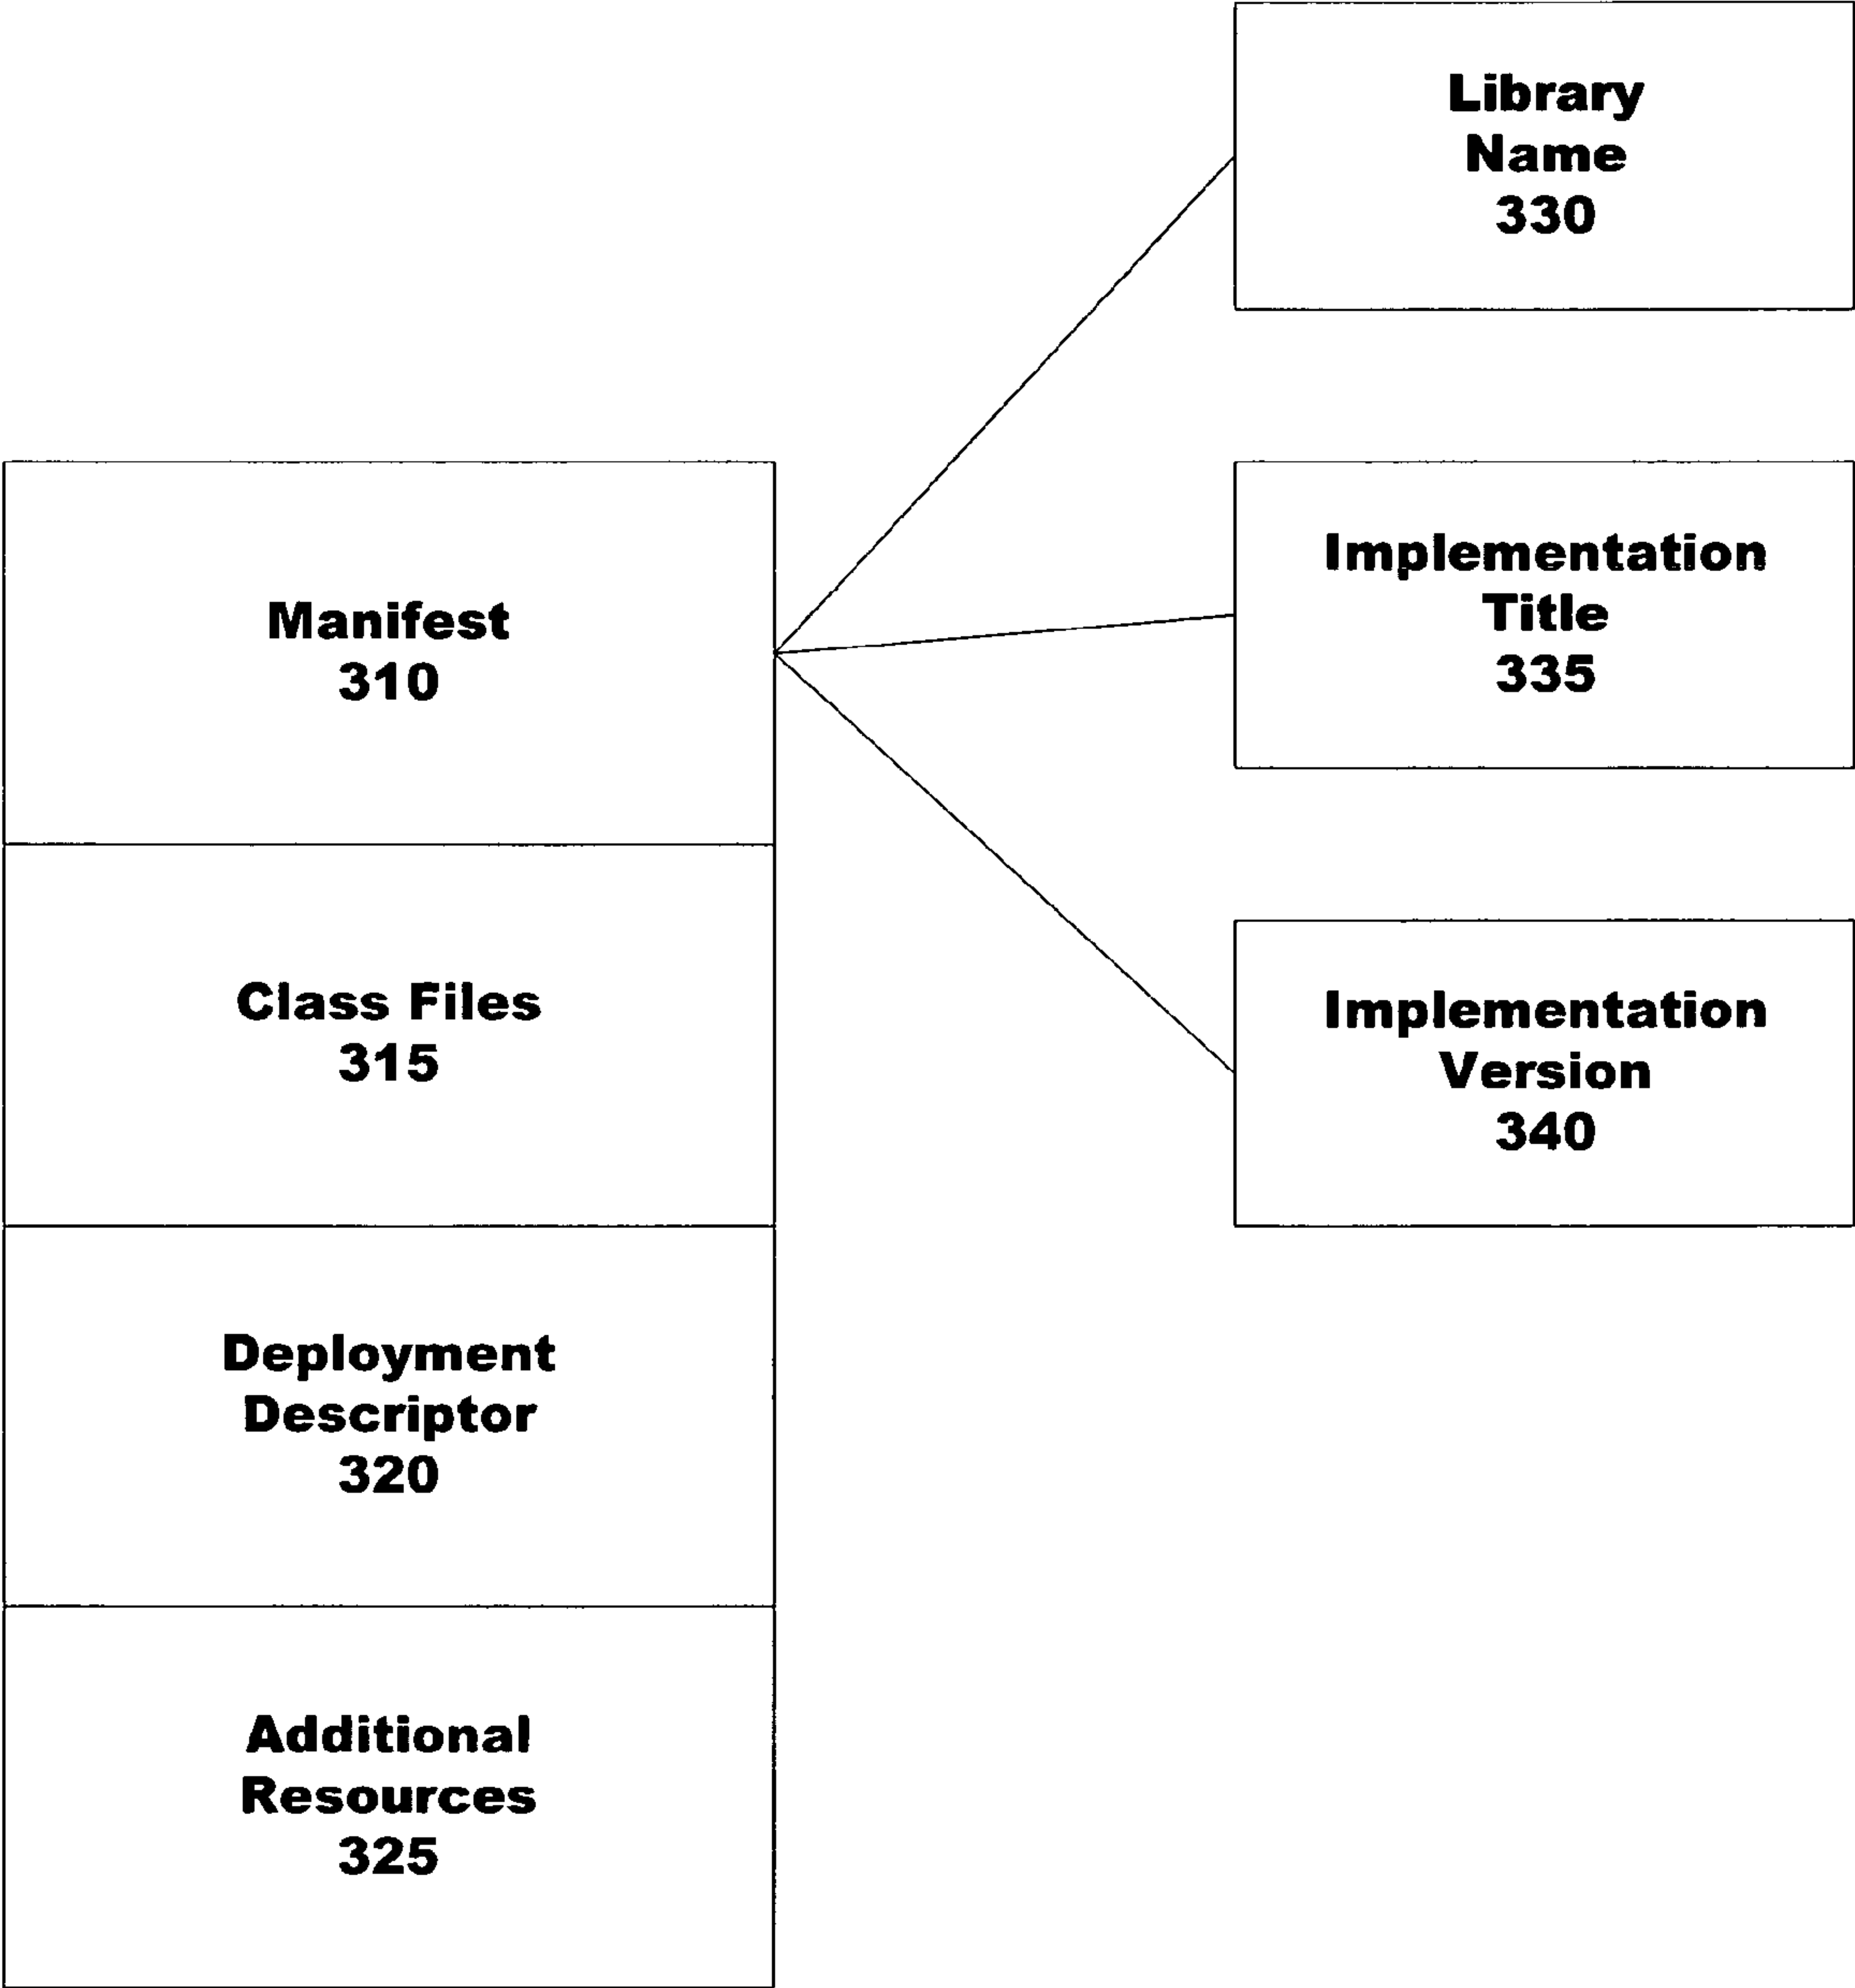 Library
Name
330
Implementation
Title
335
Manifest
310
Class Files
315
Implementation
Version
340
Deployment
Descriptor
320
Additional
Resources
325